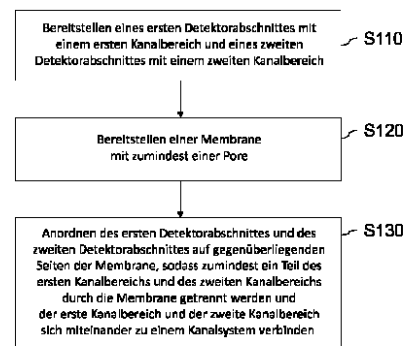 Bereitstellen eines ersten Detektorabschnittes mit
einem ersten Kanalbereich und eines zweiten
Detektorabschnittes mit einem zweiten Kanalbereich
S110
Bereitstellen einer Membrane
mit zumindest einer Pore
S120
Anordnen des ersten Detektorabschnittes und des
zweiten Detektorabschnittes auf gegenüberliegenden
Seiten der Membrane, sodass zumindest ein Teil des
ersten Kanalbereichs und des zweiten Kanalbereichs
durch die Membrane getrennt werden und
der erste Kanalbereich und der zweite Kanalbereich
sich miteinander zu einem Kanalsystem verbinden
S130